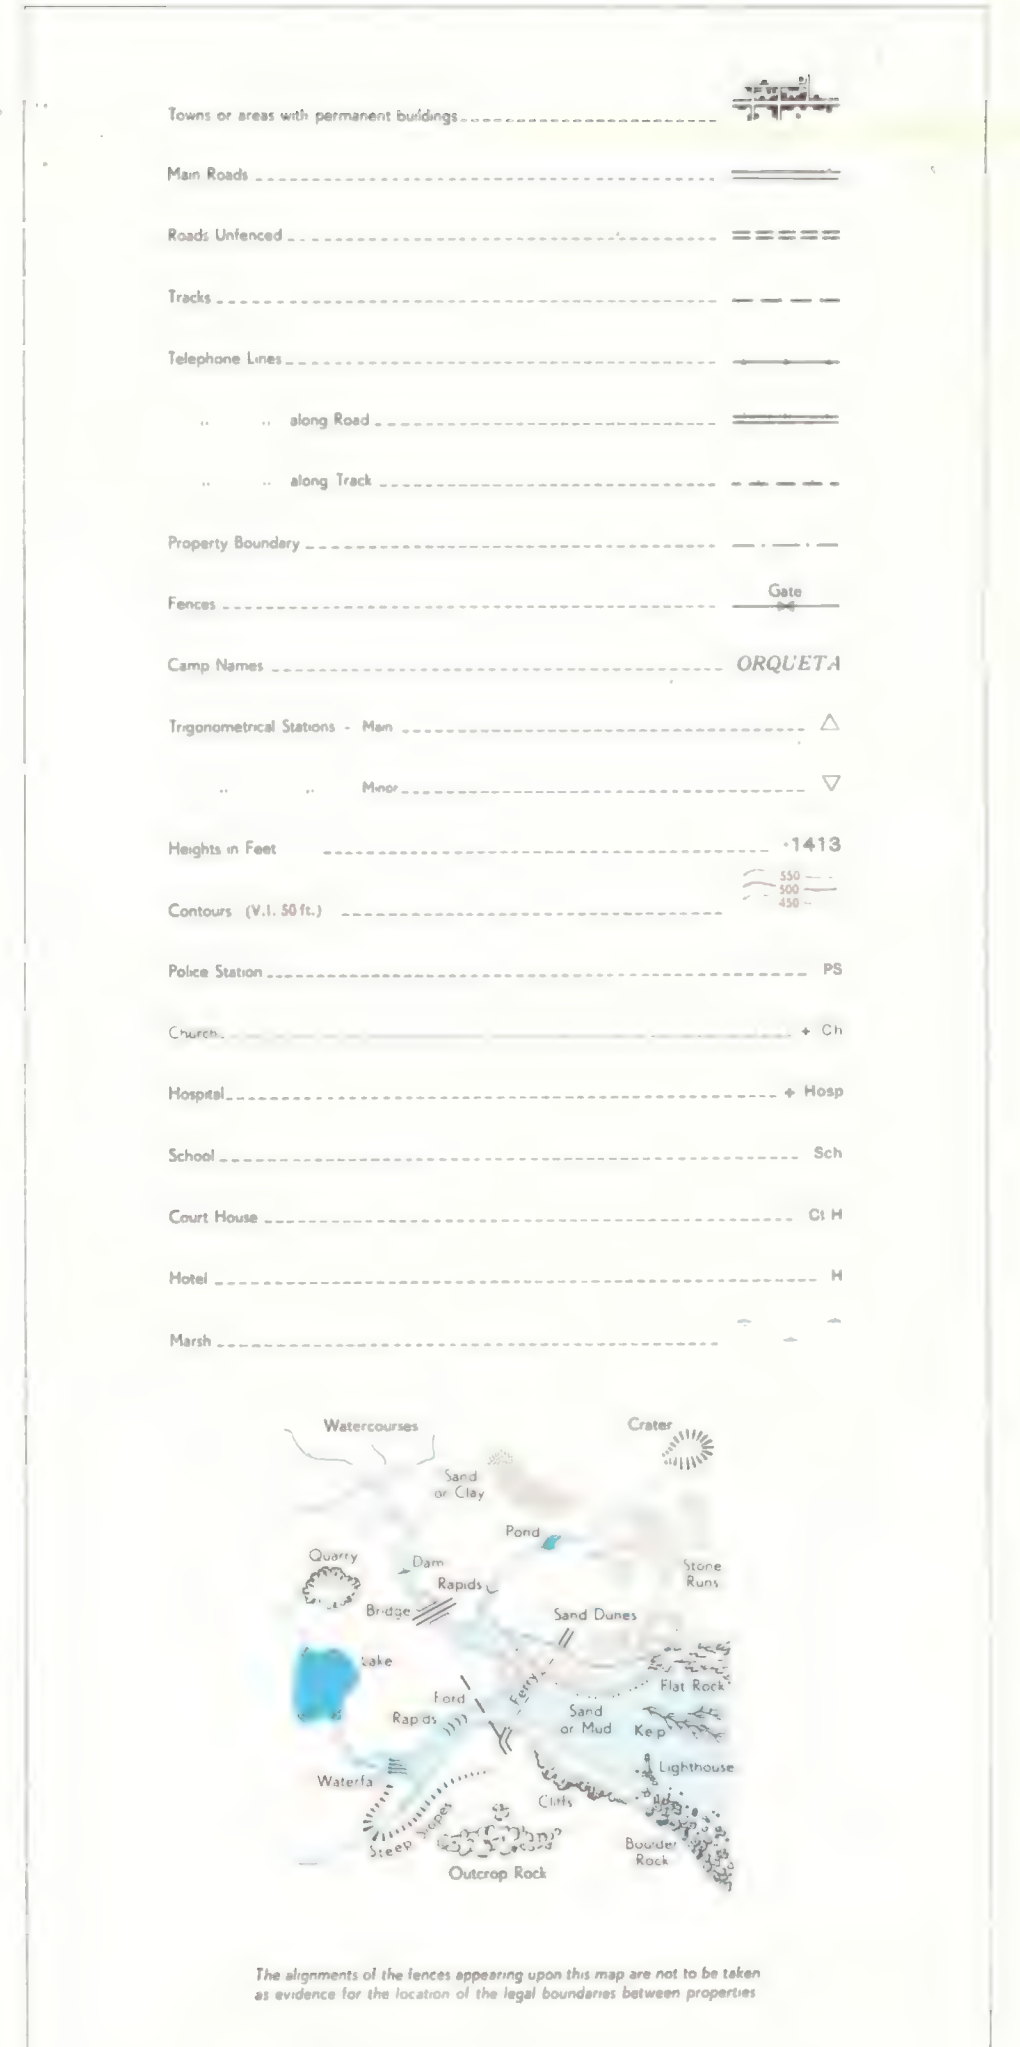 Towns or areas with permanent buildings
Main Roads
Roads Unfenced
Tracks
Telephone Lines
" " along Road
" " along Track
Property Boundary
Gate
Fences
Camp Names ORQUETA
Trigonometrical Stations - Main
" " Minor
Heights in Feet ·1413
550
500
450
Contours (V.I. 50 ft.)
Police Station PS
Church + Ch
Hospital + Hosp
School Sch
Court House Ct H
Hotel H
Marsh
Watercourses
Crater
Sand
or Clay
Pond
Quarry
Dam
Stone
Runs
Rapids
Bridge
Sand Dunes
Lake
Flat Rock
Ford
Ferry
Rapids
Sand
or Mud
Kelp
Lighthouse
Waterfa
Cliffs
Steep Slopes
Boulder
Rock
Outcrop Rock
The alignments of the fences appearing upon this map are not to be taken
as evidence for the location of the legal boundaries between properties